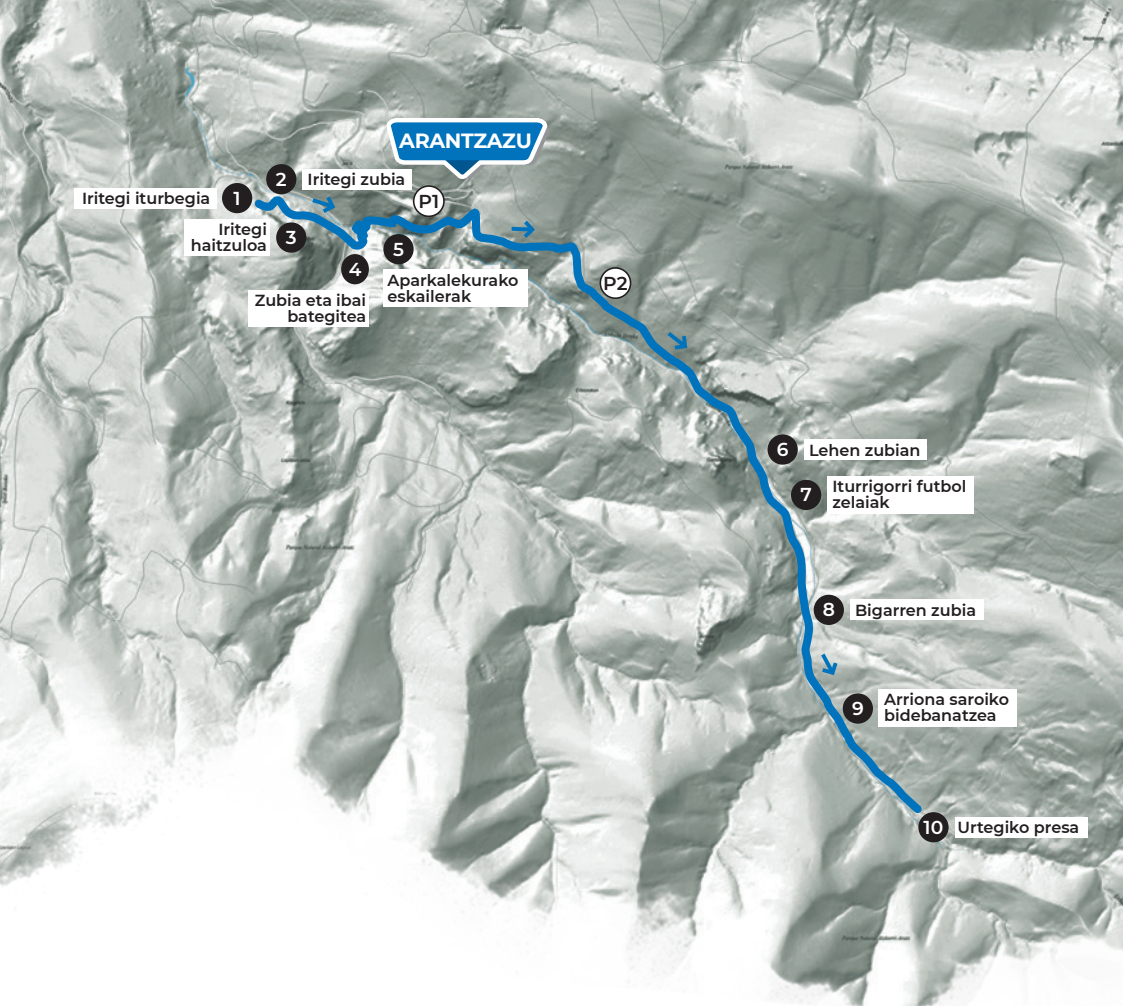 ARANTZAZU
1
Iritegi iturbegia
2
Iritegi zubia
3
Iritegi
haitzuloa
4
Zubia eta ibai
bategitea
5
Aparkalekurako
eskailerak
P1
P2
6
Lehen zubian
7
Iturrigorri futbol
zelaiak
8
Bigarren zubia
9
Arriona saroiko
bidebanatzea
10
Urtegiko presa